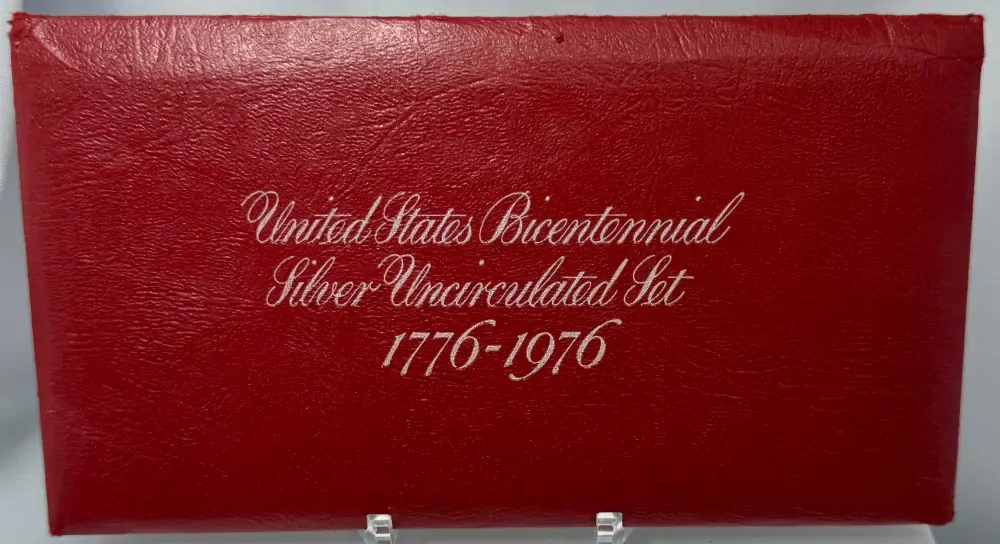 United States Bicentennial
Silver Uncirculated Set
1776-1976